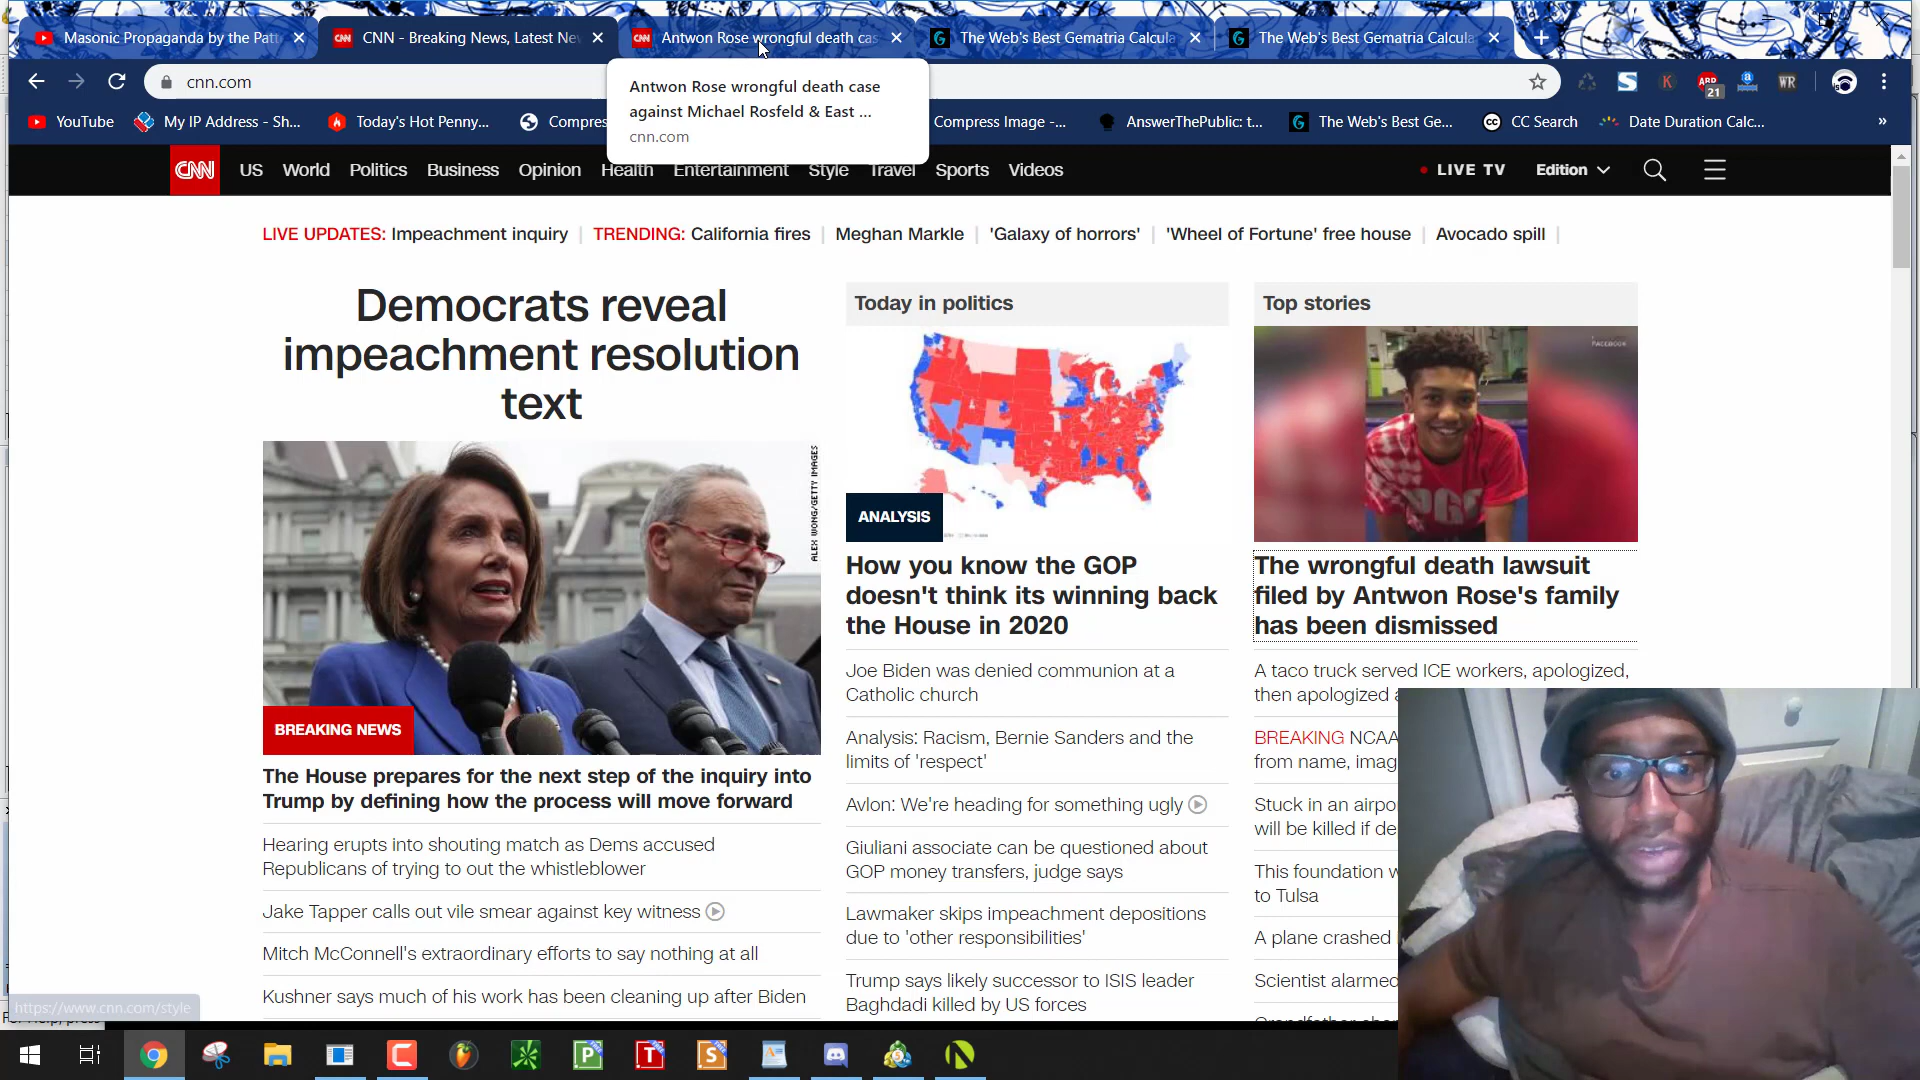 Masonic Propaganda by the Patt
CNN - Breaking News, Latest Ne
Antwon Rose wrongful death cas
The Web's Best Gematria Calcula
The Web's Best Gematria Calcula
cnn.com
21
Antwon Rose wrongful death case
against Michael Rosfeld & East ...
cnn.com
YouTube
My IP Address - Sh...
Today's Hot Penny...
Compres
Compress Image -...
AnswerThePublic: t...
The Web's Best Ge...
CC Search
Date Duration Calc...
»
CNN
US
World
Politics
Business
Opinion
Health
Entertainment
Style
Travel
Sports
Videos
LIVE TV
Edition
LIVE UPDATES: Impeachment inquiry
TRENDING: California fires
Meghan Markle
'Galaxy of horrors'
'Wheel of Fortune' free house
Avocado spill
Democrats reveal
impeachment resolution
text
ALEX WONG/GETTY IMAGES
BREAKING NEWS
The House prepares for the next step of the inquiry into
Trump by defining how the process will move forward
Hearing erupts into shouting match as Dems accused
Republicans of trying to out the whistleblower
Jake Tapper calls out vile smear against key witness
Mitch McConnell's extraordinary efforts to say nothing at all
Kushner says much of his work has been cleaning up after Biden
Today in politics
ANALYSIS
How you know the GOP
doesn't think its winning back
the House in 2020
Joe Biden was denied communion at a
Catholic church
Analysis: Racism, Bernie Sanders and the
limits of 'respect'
Avlon: We're heading for something ugly
Giuliani associate can be questioned about
GOP money transfers, judge says
Lawmaker skips impeachment depositions
due to 'other responsibilities'
Trump says likely successor to ISIS leader
Baghdadi killed by US forces
Top stories
FACEBOOK
The wrongful death lawsuit
filed by Antwon Rose's family
has been dismissed
A taco truck served ICE workers, apologized,
then apologized
BREAKING NCAA
from name, imag
Stuck in an airpo
will be killed if de
This foundation w
to Tulsa
A plane crashed
Scientist alarmed
https://www.cnn.com/style